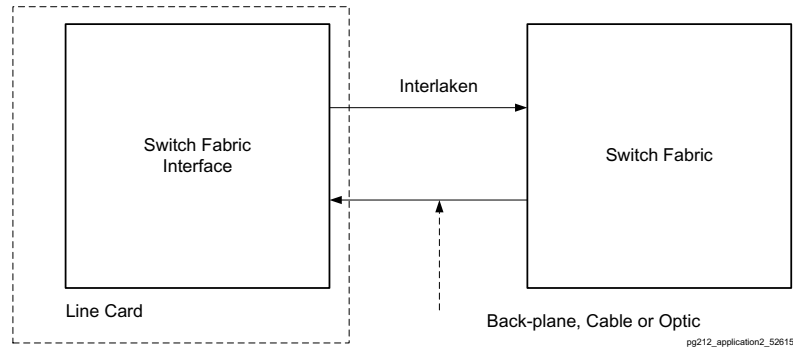 Interlaken
Switch Fabric
Interface
Switch Fabric
Line Card
Back-plane, Cable or Optic
pg212_application2_52615